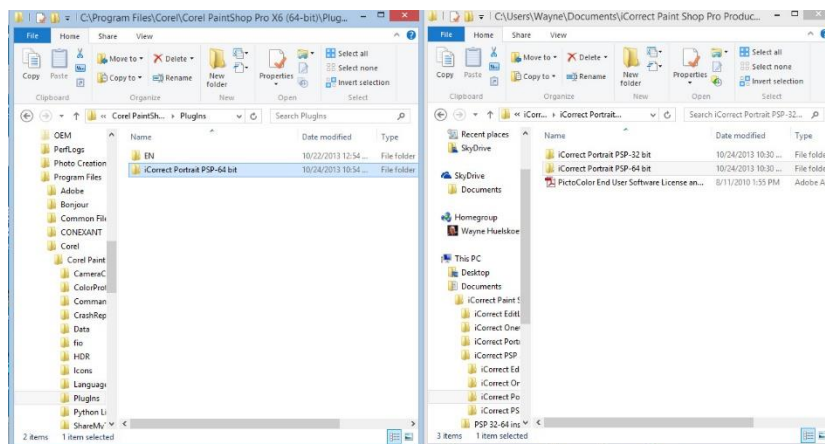 C:\Program Files\Corel\Corel PaintShop Pro X6 (64-bit)\Plug...
File Home Share View
Copy
Paste
Move to
Copy to
Delete
Rename
New folder
Properties
Select all
Select none
Invert selection
Clipboard Organize New Open Select
Corel PaintSh... PlugIns
Search PlugIns
OEM
PerfLogs
Photo Creation
Program Files
Adobe
Bonjour
Common File
CONEXANT
Corel
Corel Paint
CameraC
ColorProf
Comman
CrashRep
Data
fio
HDR
Icons
Language
PlugIns
Python Li
ShareMyT
Name Date modified Type
EN 10/22/2013 12:54 ... File folder
iCorrect Portrait PSP-64 bit 10/24/2013 10:54 ... File folder
2 items 1 item selected
C:\Users\Wayne\Documents\iCorrect Paint Shop Pro Produc...
File Home Share View
Copy
Paste
Move to
Copy to
Delete
Rename
New folder
Properties
Select all
Select none
Invert selection
Clipboard Organize New Open Select
iCorr... iCorrect Portrait...
Search iCorrect Portrait PSP-32...
Recent places
SkyDrive
SkyDrive
Documents
Homegroup
Wayne Huelskoe
This PC
Desktop
Documents
iCorrect Paint S
iCorrect EditL
iCorrect One
iCorrect Portr
iCorrect PSP
iCorrect Ed
iCorrect Or
iCorrect Po
iCorrect PS
PSP 32-64 ins
Name Date modified Type
iCorrect Portrait PSP-32 bit 10/24/2013 10:30 ... File folde
iCorrect Portrait PSP-64 bit 10/24/2013 10:30 ... File folde
PictoColor End User Software License an... 8/11/2010 1:55 PM Adobe A
3 items 1 item selected